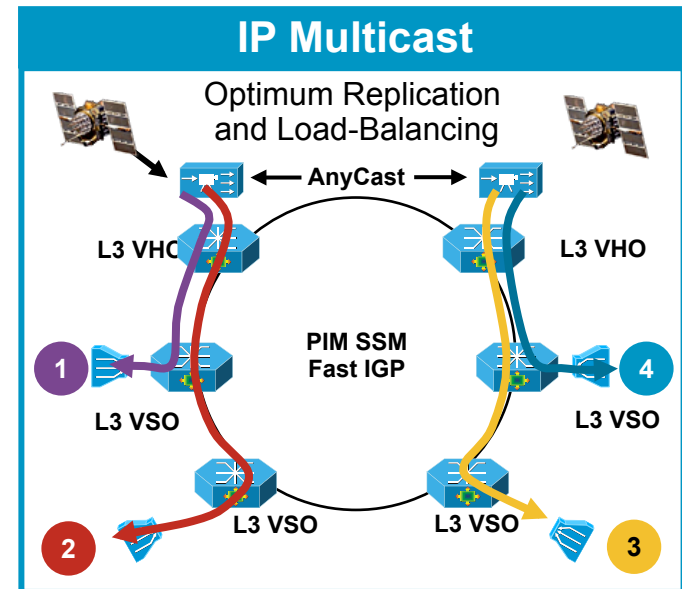 IP Multicast
Optimum Replication
and Load-Balancing
AnyCast
L3 VHO
L3 VHO
PIM SSM
Fast IGP
1
4
L3 VSO
L3 VSO
L3 VSO
L3 VSO
2
3